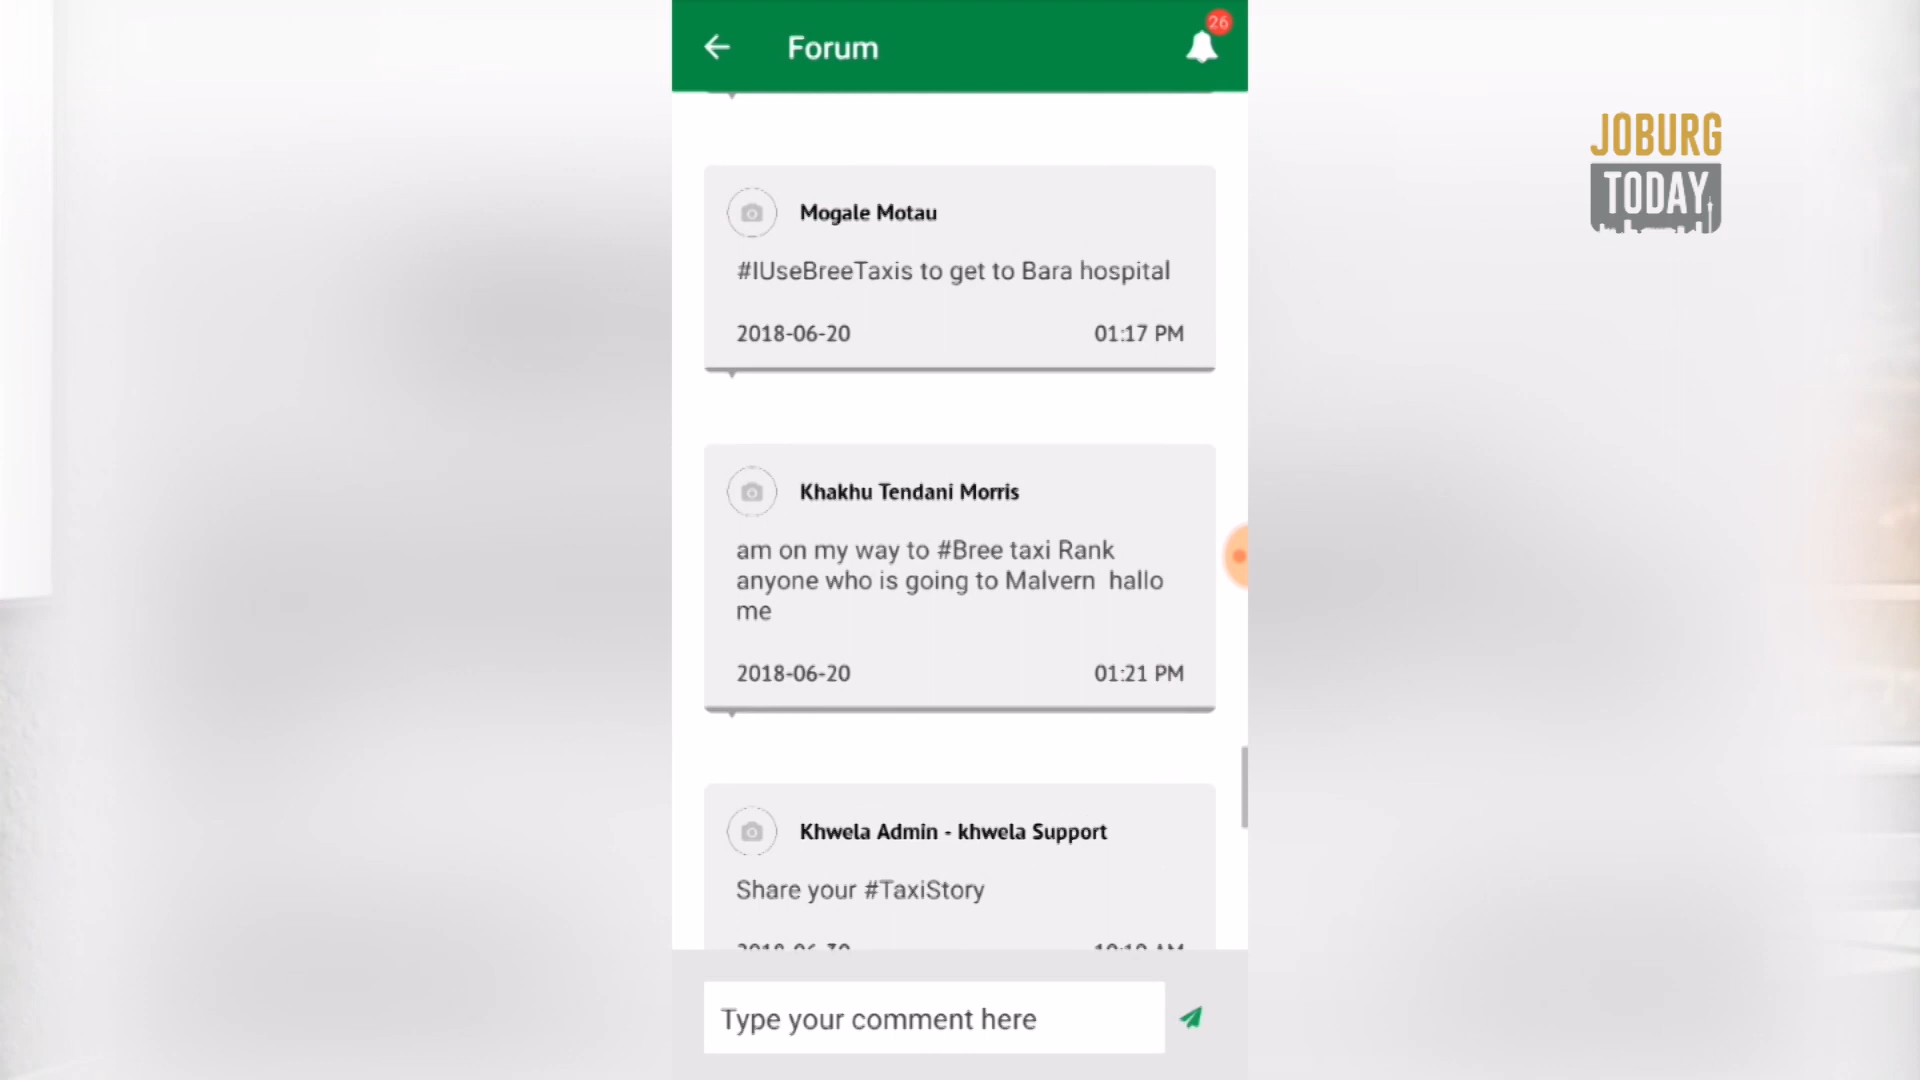 Forum
26
JOBURG
TODAY
Mogale Motau
#IUseBreeTaxis to get to Bara hospital
2018-06-20 01:17 PM
Khakhu Tendani Morris
am on my way to #Bree taxi Rank
anyone who is going to Malvern hallo
me
2018-06-20 01:21 PM
Khwela Admin - khwela Support
Share your #TaxiStory
Type your comment here